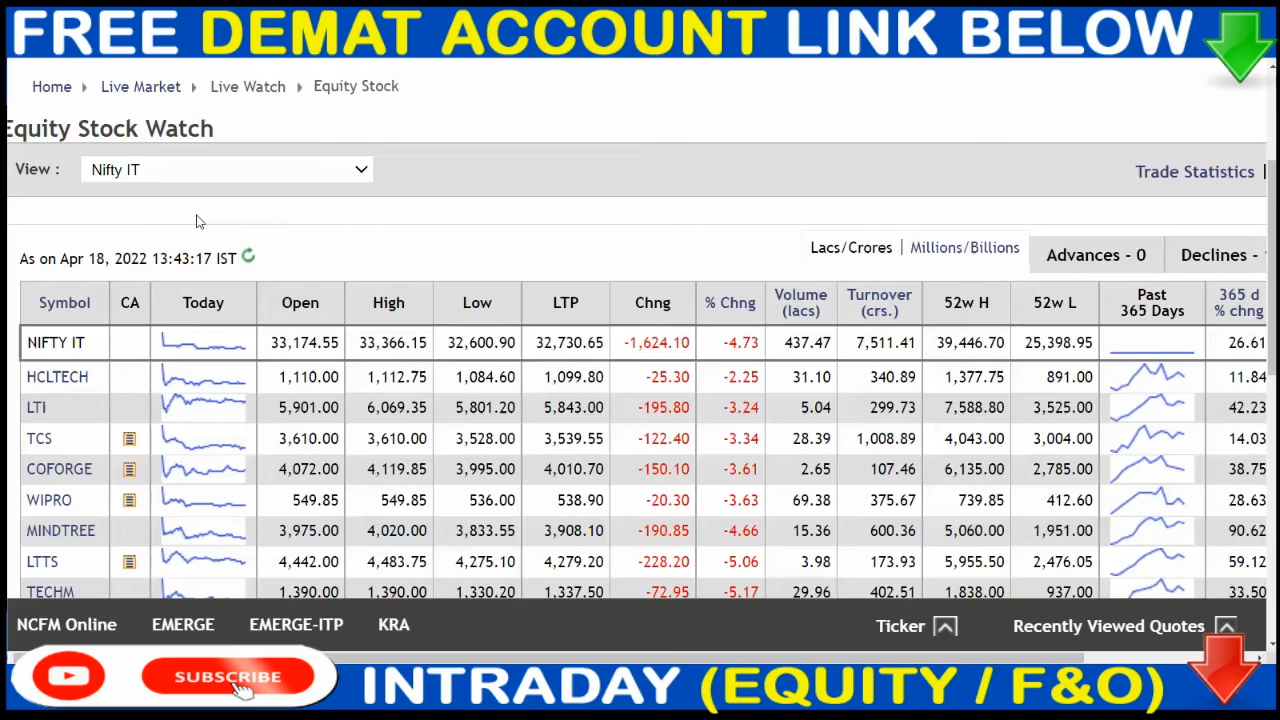 FREE DEMAT ACCOUNT LINK BELOW
Home Live Market Live Watch Equity Stock
Equity Stock Watch
View : Nifty IT
Trade Statistics
As on Apr 18, 2022 13:43:17 IST
Lacs/Crores | Millions/Billions
Advances - 0
Declines -
Symbol CA Today Open High Low LTP Chng % Chng Volume (lacs) Turnover (crs.) 52w H 52w L Past 365 Days 365 d % chng
NIFTY IT 33,174.55 33,366.15 32,600.90 32,730.65 -1,624.10 -4.73 437.47 7,511.41 39,446.70 25,398.95 26.61
HCLTECH 1,110.00 1,112.75 1,084.60 1,099.80 -25.30 -2.25 31.10 340.89 1,377.75 891.00 11.84
LTI 5,901.00 6,069.35 5,801.20 5,843.00 -195.80 -3.24 5.04 299.73 7,588.80 3,525.00 42.23
TCS 3,610.00 3,610.00 3,528.00 3,539.55 -122.40 -3.34 28.39 1,008.89 4,043.00 3,004.00 14.03
COFORGE 4,072.00 4,119.85 3,995.00 4,010.70 -150.10 -3.61 2.65 107.46 6,135.00 2,785.00 38.75
WIPRO 549.85 549.85 536.00 538.90 -20.30 -3.63 69.38 375.67 739.85 412.60 28.63
MINDTREE 3,975.00 4,020.00 3,833.55 3,908.10 -190.85 -4.66 15.36 600.36 5,060.00 1,951.00 90.62
LTTS 4,442.00 4,483.75 4,275.10 4,279.20 -228.20 -5.06 3.98 173.93 5,955.50 2,476.05 59.12
TECHM 1,390.00 1,390.00 1,330.20 1,337.50 -72.95 -5.17 29.96 402.51 1,838.00 937.00 33.50
NCFM Online EMERGE EMERGE-ITP KRA Ticker Recently Viewed Quotes
SUBSCRIBE
INTRADAY (EQUITY / F&O)